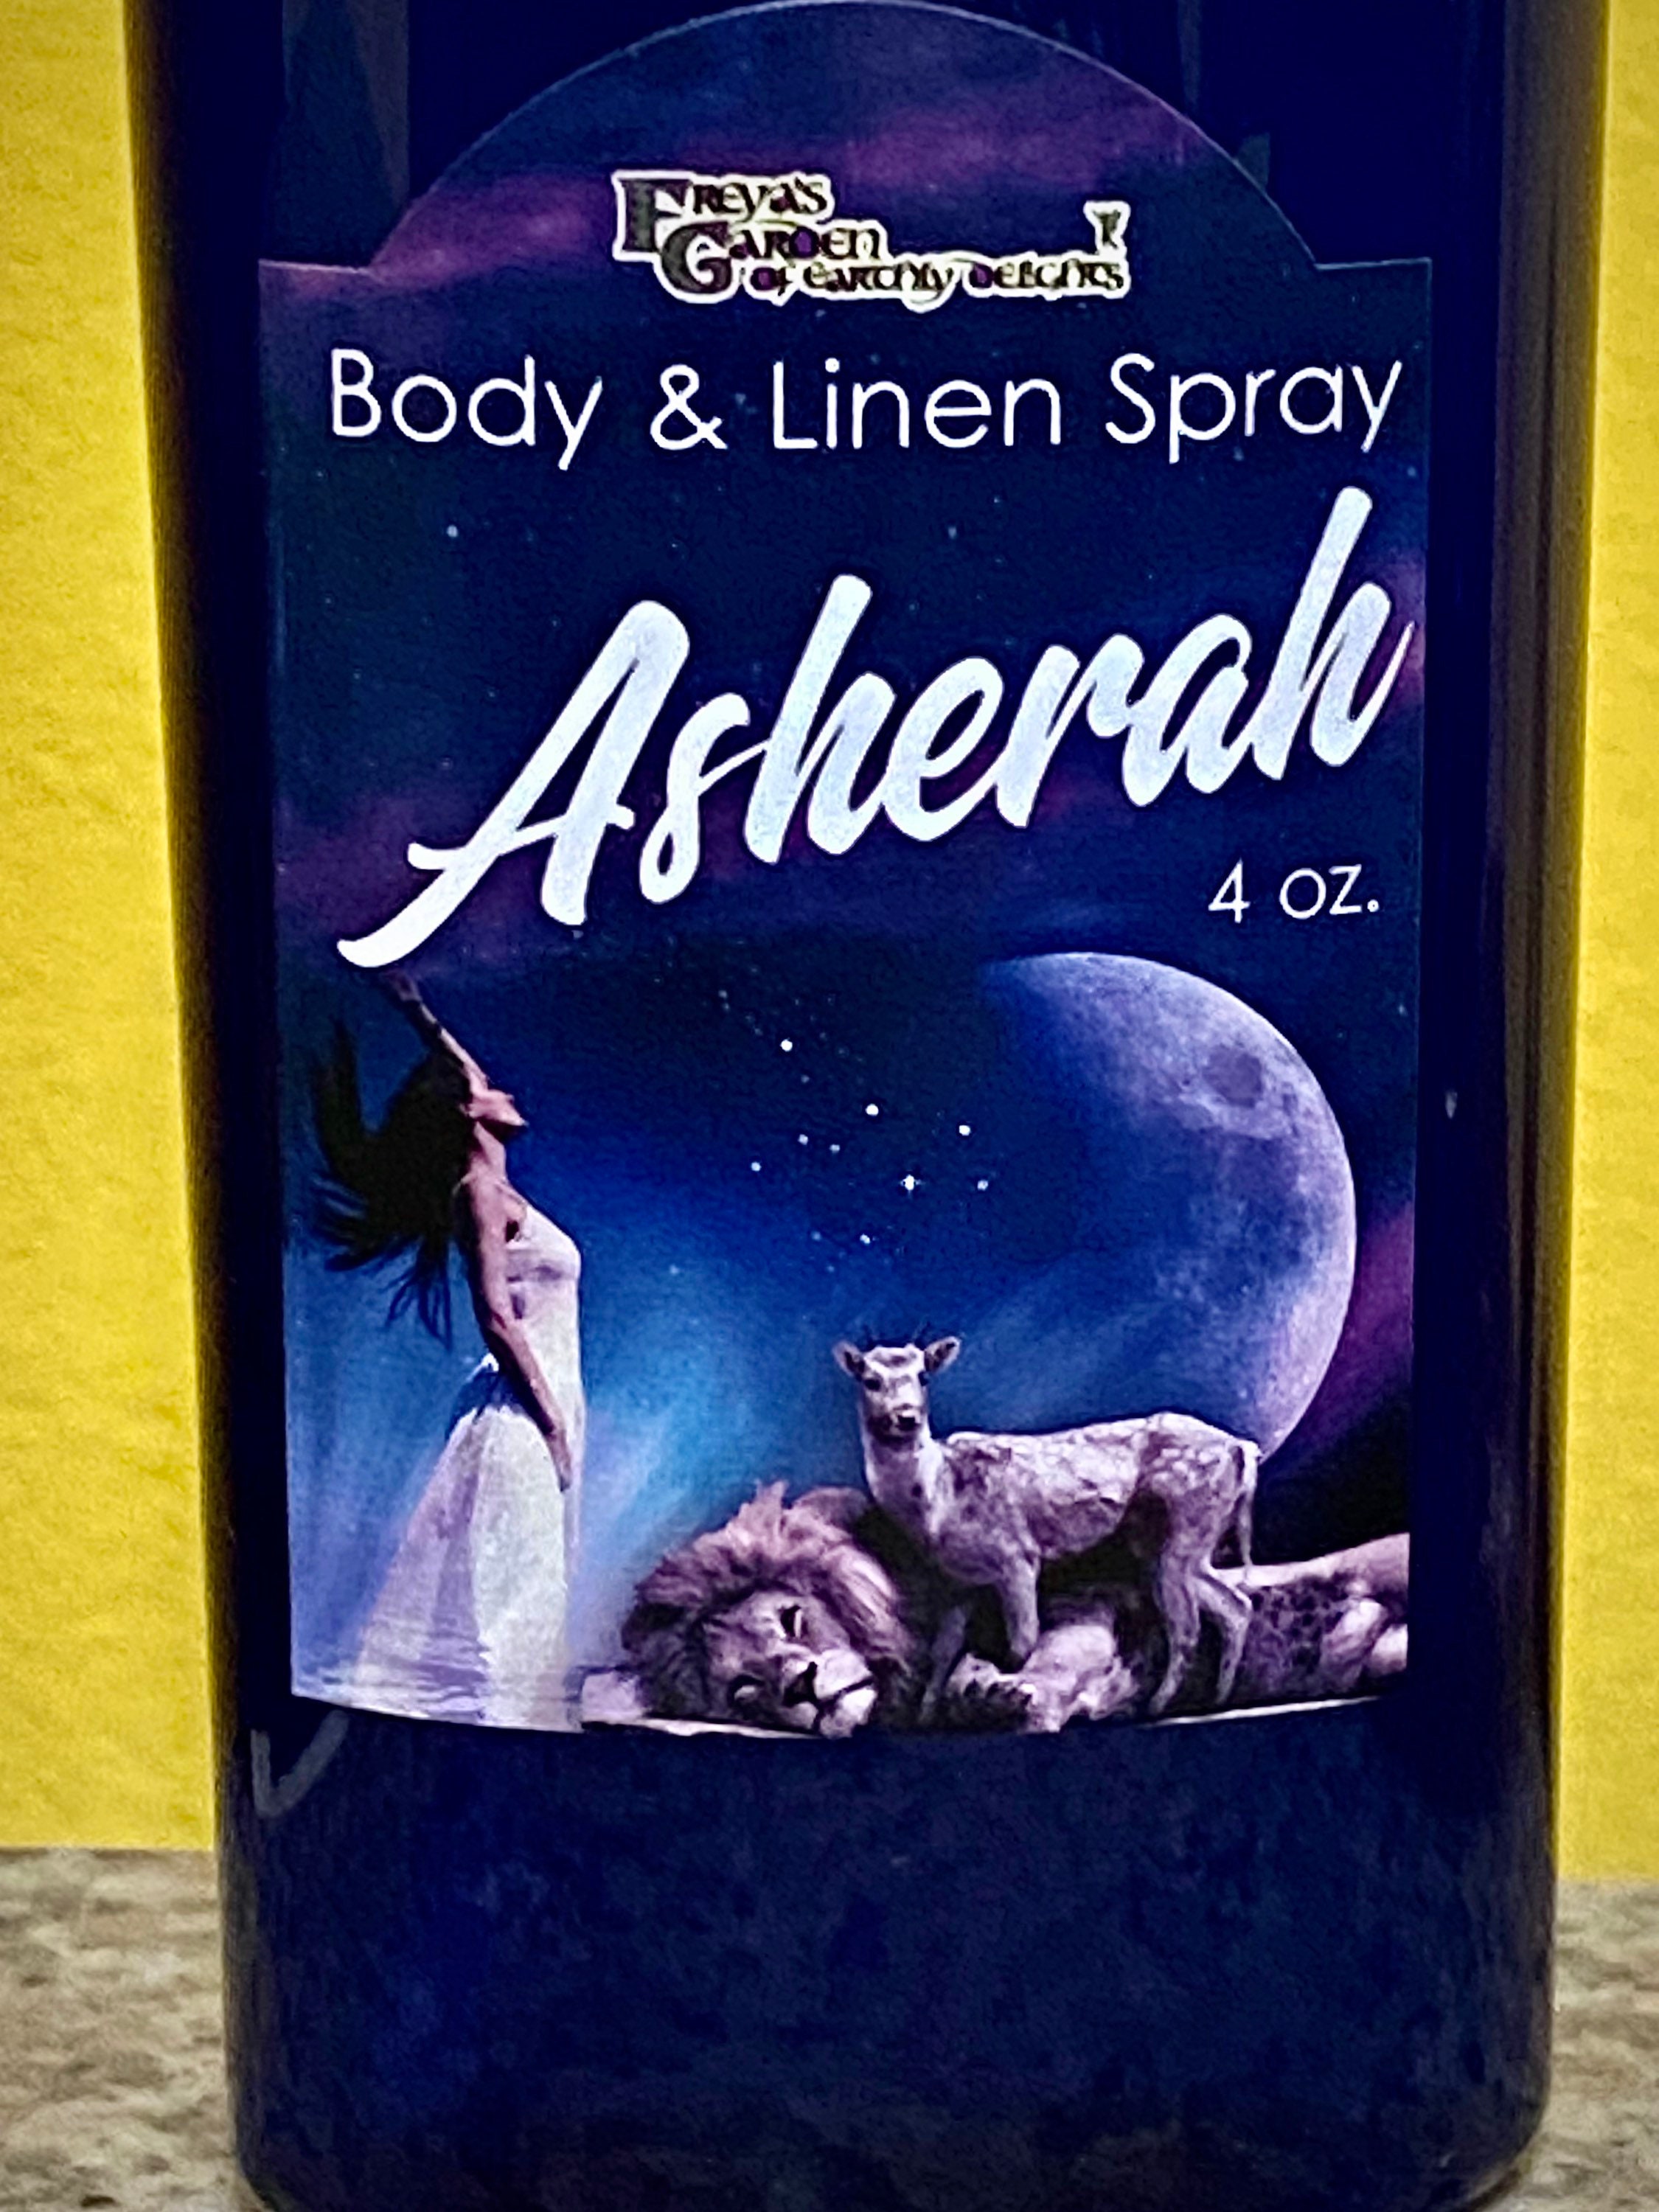 FREYA'S
GARDEN
OF EARTHLY DELIGHTS
Body & Linen Spray
Asherah
4 oz.